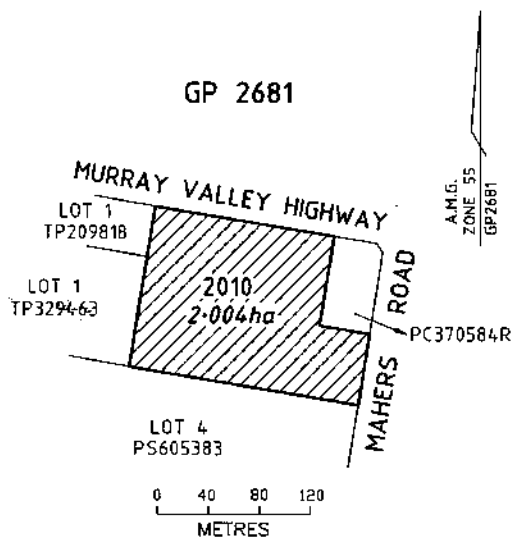 GP 2681
A.M.G.
ZONE 55
GP2681
MURRAY VALLEY HIGHWAY
LOT 1
TP209818
LOT 1
TP329463
2010
2.004ha
MAHERS ROAD
PC370584R
LOT 4
PS605383
0 40 80 120
METRES